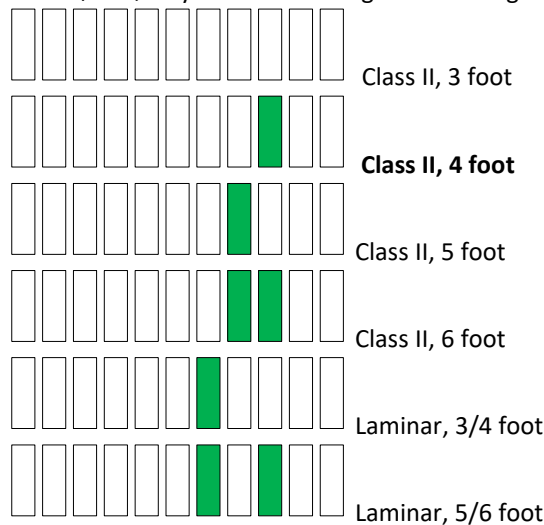 Class II, 3 foot
Class II, 4 foot
Class II, 5 foot
Class II, 6 foot
Laminar, 3/4 foot
Laminar, 5/6 foot